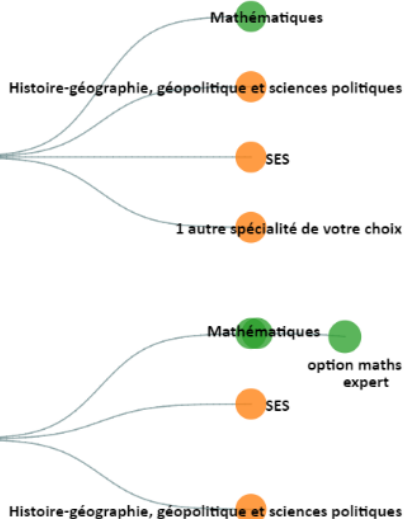 Mathématiques
Histoire-géographie, géopolitique et sciences politiques
SES
1 autre spécialité de votre choix
Mathématiques
option maths
expert
SES
Histoire-géographie, géopolitique et sciences politiques